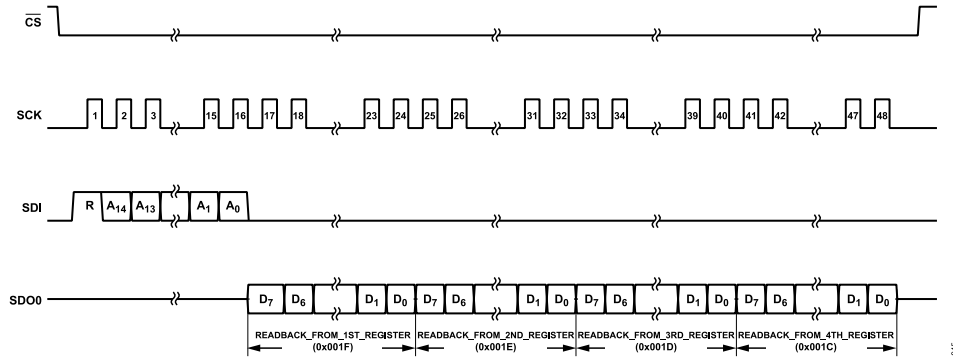 CS
SCK
1 2 3 15 16 17 18 23 24 25 26 31 32 33 34 39 40 41 42 47 48
SDI
R A14 A13 A1 A0
SDO0
D7 D6 D1 D0 D7 D6 D1 D0 D7 D6 D1 D0 D7 D6 D1 D0
READBACK_FROM_1ST_REGISTER READBACK_FROM_2ND_REGISTER READBACK_FROM_3RD_REGISTER READBACK_FROM_4TH_REGISTER
(0x001F) (0x001E) (0x001D) (0x001C)